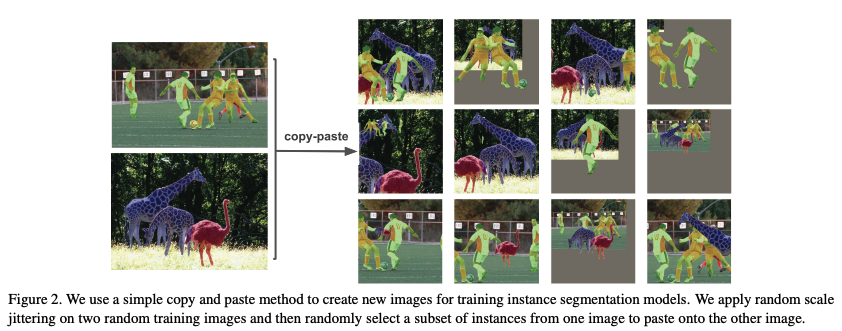 copy-paste
Figure 2. We use a simple copy and paste method to create new images for training instance segmentation models. We apply random scale
jittering on two random training images and then randomly select a subset of instances from one image to paste onto the other image.